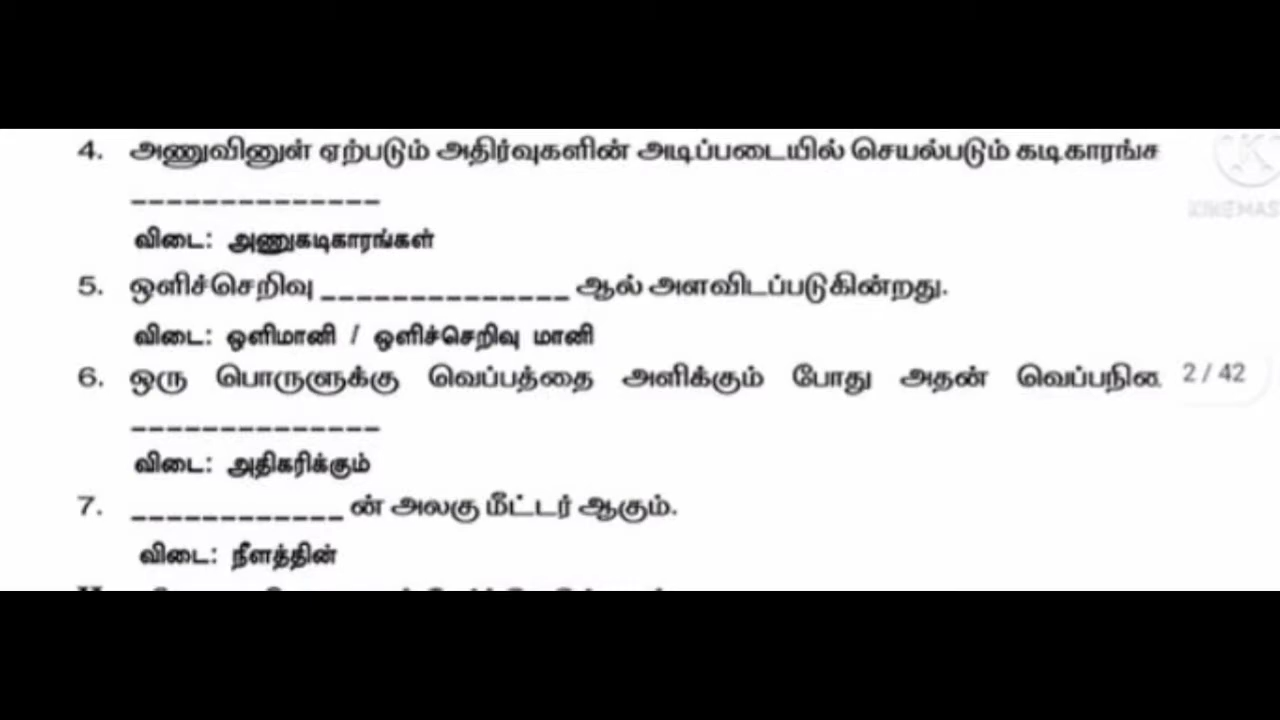 4. அணுவினுள் ஏற்படும் அதிர்வுகளின் அடிப்படையில் செயல்படும் கடிகாரங்க
______________
விடை: அணுகடிகாரங்கள்
5. ஒளிச்செறிவு ______________ ஆல் அளவிடப்படுகின்றது.
விடை: ஒளிமானி / ஒளிச்செறிவு மானி
6. ஒரு பொருளுக்கு வெப்பத்தை அளிக்கும் போது அதன்
2 / 42
______________
விடை: அதிகரிக்கும்
7. ____________ ன் அலகு மீட்டர் ஆகும்.
விடை: நீளத்தின்